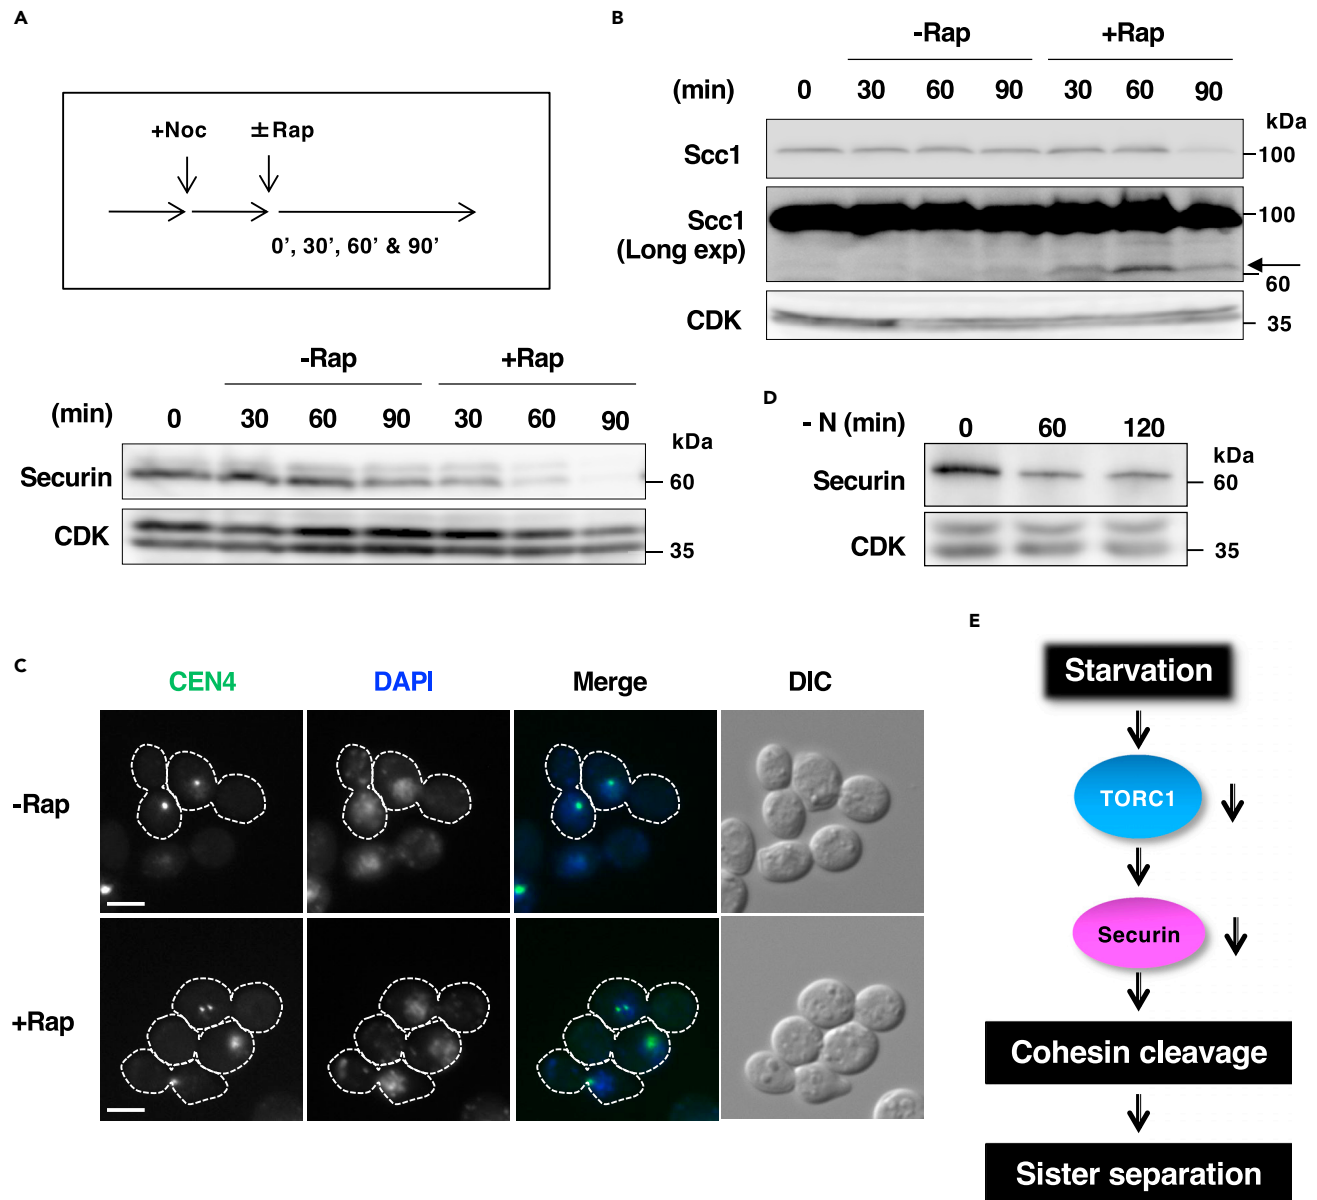 A
+Noc ±Rap
0’, 30’, 60’ & 90’
-Rap +Rap
(min) 0 30 60 90 30 60 90
kDa
Securin 60
CDK 35
B
-Rap +Rap
(min) 0 30 60 90 30 60 90
kDa
Scc1 100
Scc1 100
(Long exp)
60
CDK 35
D
- N (min) 0 60 120
kDa
Securin 60
CDK 35
C
CEN4 DAPI Merge DIC
-Rap
+Rap
E
Starvation
TORC1
Securin
Cohesin cleavage
Sister separation